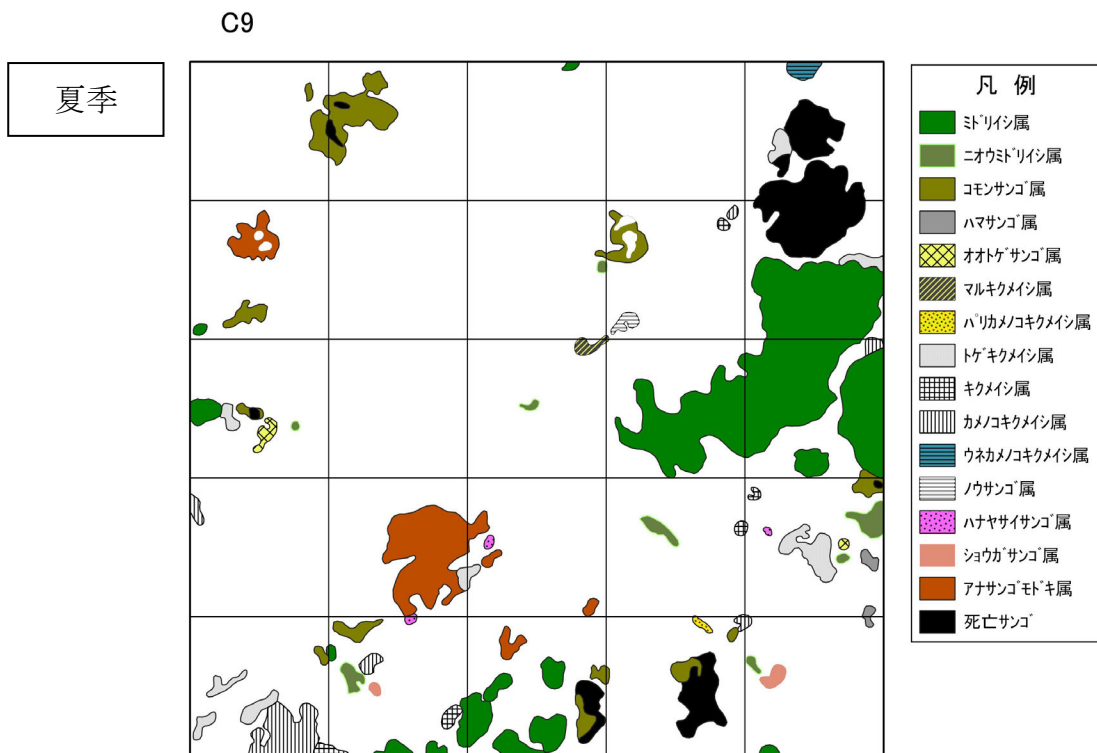 C9
夏季
凡 例
ミドリイシ属
ニオウミドリイシ属
コモンサンゴ属
ハマサンゴ属
オオトゲサンゴ属
マルキクメイシ属
パリカメノコキクメイシ属
トゲキクメイシ属
キクメイシ属
カメノコキクメイシ属
ウネカメノコキクメイシ属
ノウサンゴ属
ハナヤサイサンゴ属
ショウガサンゴ属
アナサンゴモドキ属
死亡サンゴ